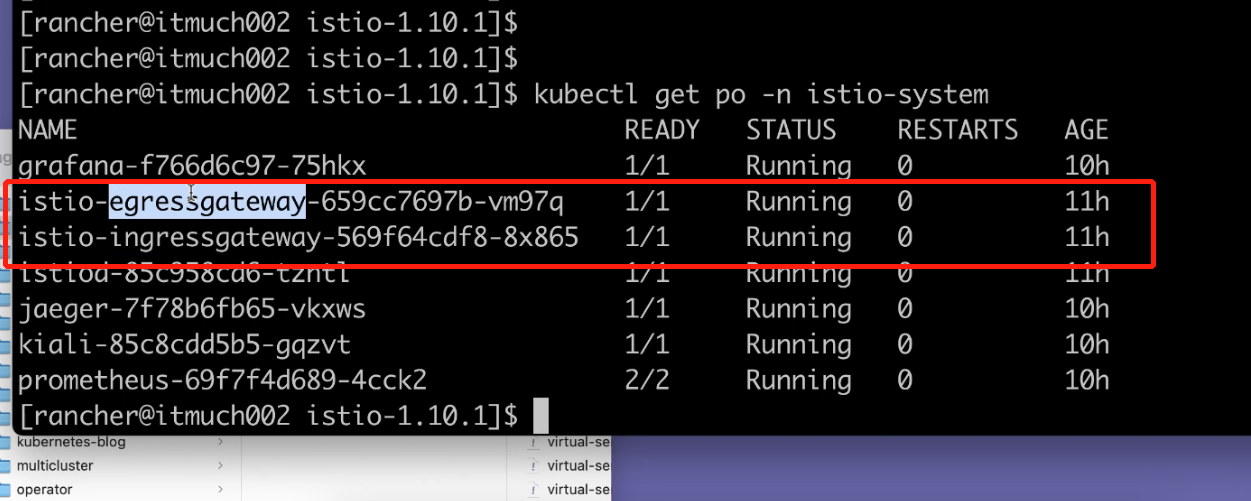 [rancher@itmuch002 istio-1.10.1]$
[rancher@itmuch002 istio-1.10.1]$
[rancher@itmuch002 istio-1.10.1]$ kubectl get po -n istio-system
NAME READY STATUS RESTARTS AGE
grafana-f766d6c97-75hkx 1/1 Running 0 10h
istio-egressgateway-659cc7697b-vm97q 1/1 Running 0 11h
istio-ingressgateway-569f64cdf8-8x865 1/1 Running 0 11h
istiod-85c958cd6-tzntl 1/1 Running 0 11h
jaeger-7f78b6fb65-vkxws 1/1 Running 0 10h
kiali-85c8cdd5b5-gqzvt 1/1 Running 0 10h
prometheus-69f7f4d689-4cck2 2/2 Running 0 10h
[rancher@itmuch002 istio-1.10.1]$
kubernetes-blog virtual-se
multicluster virtual-se
operator virtual-se